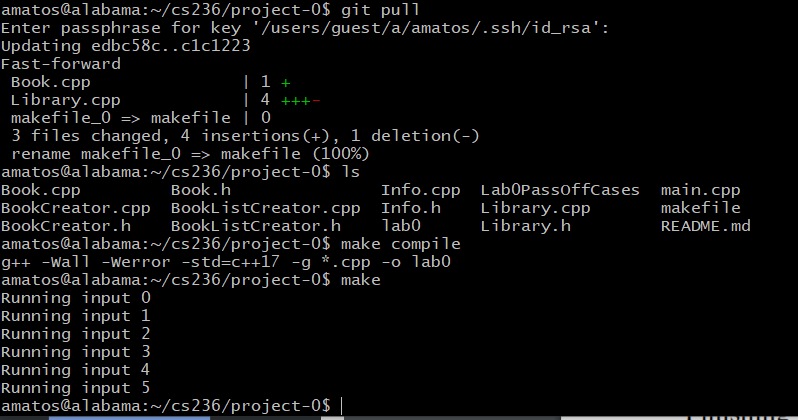 amatos@alabama:~/cs236/project-0$ git pull
Enter passphrase for key '/users/guest/a/amatos/.ssh/id_rsa':
Updating edbc58c..c1c1223
Fast-forward
 Book.cpp               | 1 +
 Library.cpp            | 4 +++-
 makefile_0 => makefile | 0
 3 files changed, 4 insertions(+), 1 deletion(-)
 rename makefile_0 => makefile (100%)
amatos@alabama:~/cs236/project-0$ ls
Book.cpp         Book.h               Info.cpp  Lab0PassOffCases  main.cpp
BookCreator.cpp  BookListCreator.cpp  Info.h    Library.cpp       makefile
BookCreator.h    BookListCreator.h    lab0      Library.h         README.md
amatos@alabama:~/cs236/project-0$ make compile
g++ -Wall -Werror -std=c++17 -g *.cpp -o lab0
amatos@alabama:~/cs236/project-0$ make
Running input 0
Running input 1
Running input 2
Running input 3
Running input 4
Running input 5
amatos@alabama:~/cs236/project-0$